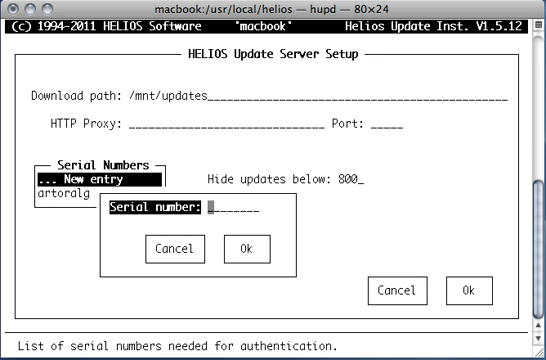 macbook:/usr/local/helios — hupd — 80×24
(c) 1994-2011 HELIOS Software "macbook" Helios Update Inst. V1.5.12
HELIOS Update Server Setup
Download path: /mnt/updates
HTTP Proxy: Port:
Serial Numbers
... New entry Hide updates below: 800_
artoralg
Serial number:
Cancel Ok
Cancel Ok
List of serial numbers needed for authentication.